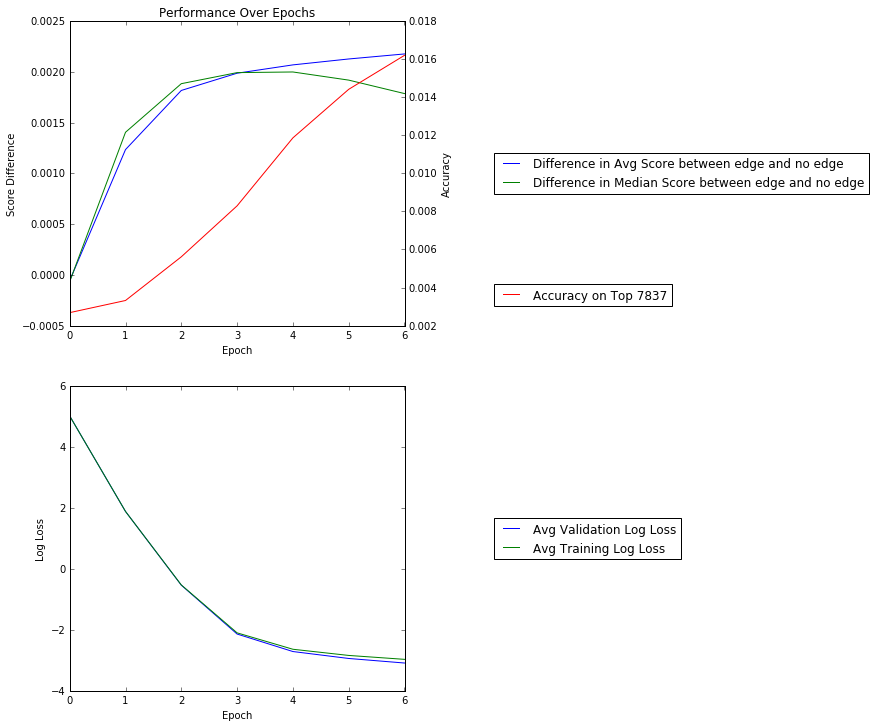 Performance Over Epochs
0.0025
0.0020
0.0015
0.0010
0.0005
0.0000
−0.0005
Score Difference
0.018
0.016
0.014
0.012
0.010
0.008
0.006
0.004
0.002
Accuracy
0 1 2 3 4 5 6
Epoch
Difference in Avg Score between edge and no edge
Difference in Median Score between edge and no edge
Accuracy on Top 7837
6
4
2
0
−2
−4
Log Loss
0 1 2 3 4 5 6
Epoch
Avg Validation Log Loss
Avg Training Log Loss